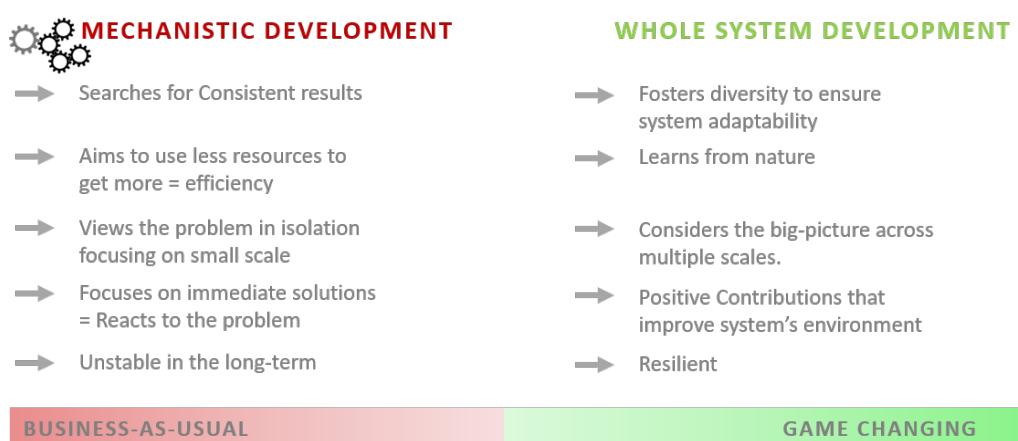 MECHANISTIC DEVELOPMENT
Searches for Consistent results
Aims to use less resources to
get more = efficiency
Views the problem in isolation
focusing on small scale
Focuses on immediate solutions
= Reacts to the problem
Unstable in the long-term
WHOLE SYSTEM DEVELOPMENT
Fosters diversity to ensure
system adaptability
Learns from nature
Considers the big-picture across
multiple scales.
Positive Contributions that
improve system’s environment
Resilient
BUSINESS-AS-USUAL
GAME CHANGING